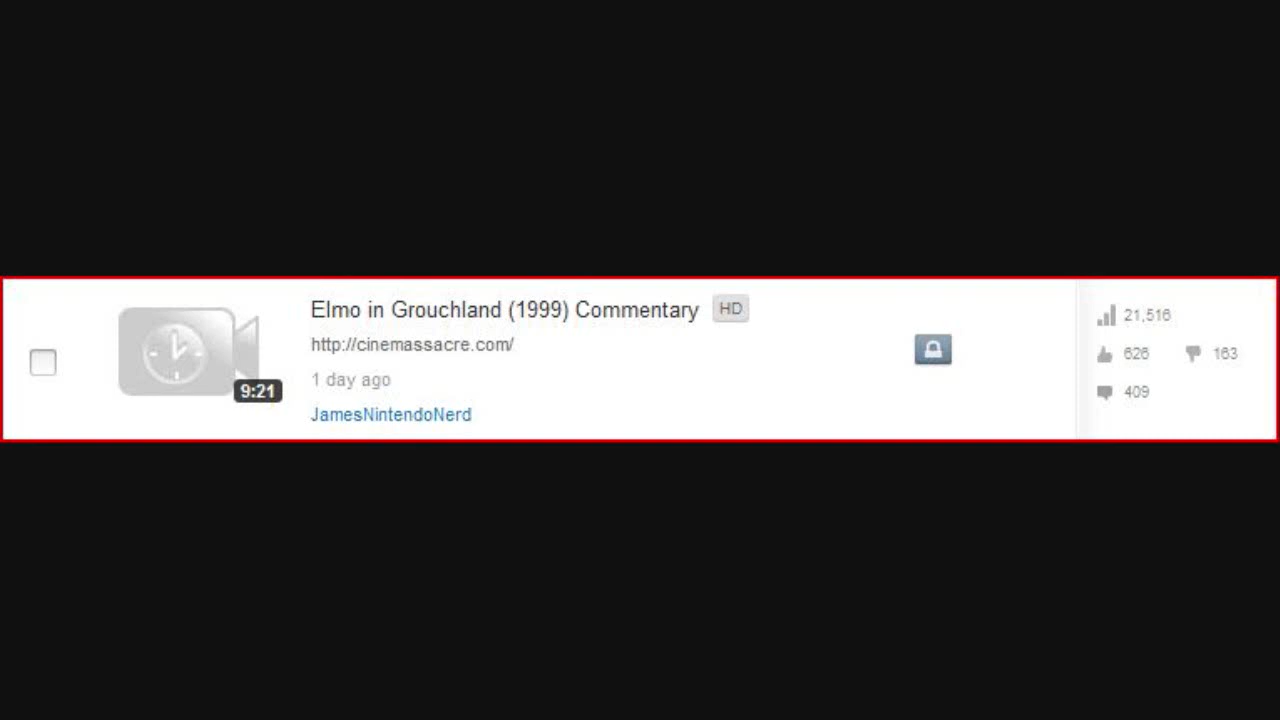 Elmo in Grouchland (1999) Commentary HD
http://cinemassacre.com/
1 day ago
9:21
JamesNintendoNerd
21,516
626 163
409